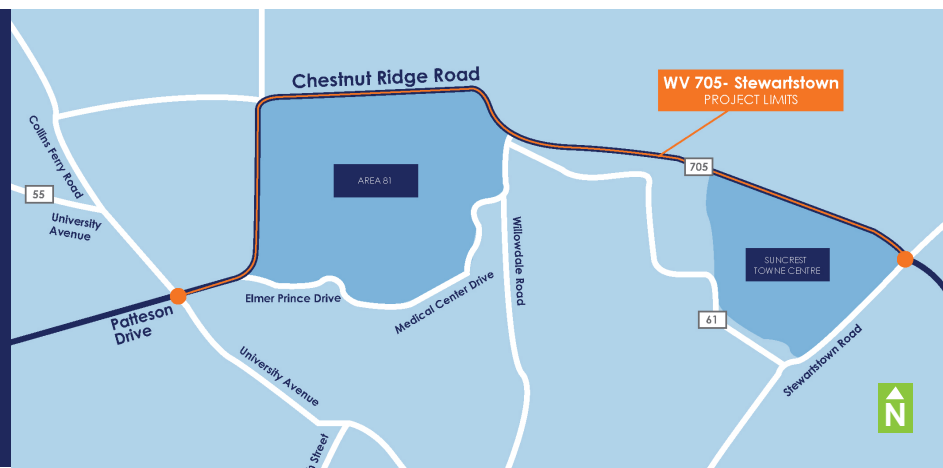 Chestnut Ridge Road
WV 705- Stewartstown
PROJECT LIMITS
Collins Ferry Road
705
AREA 81
55
University
Avenue
Willowdale Road
SUNCREST
TOWNE CENTRE
Elmer Prince Drive
Medical Center Drive
Patteson
Drive
61
Stewartstown Road
University Avenue
N
Street